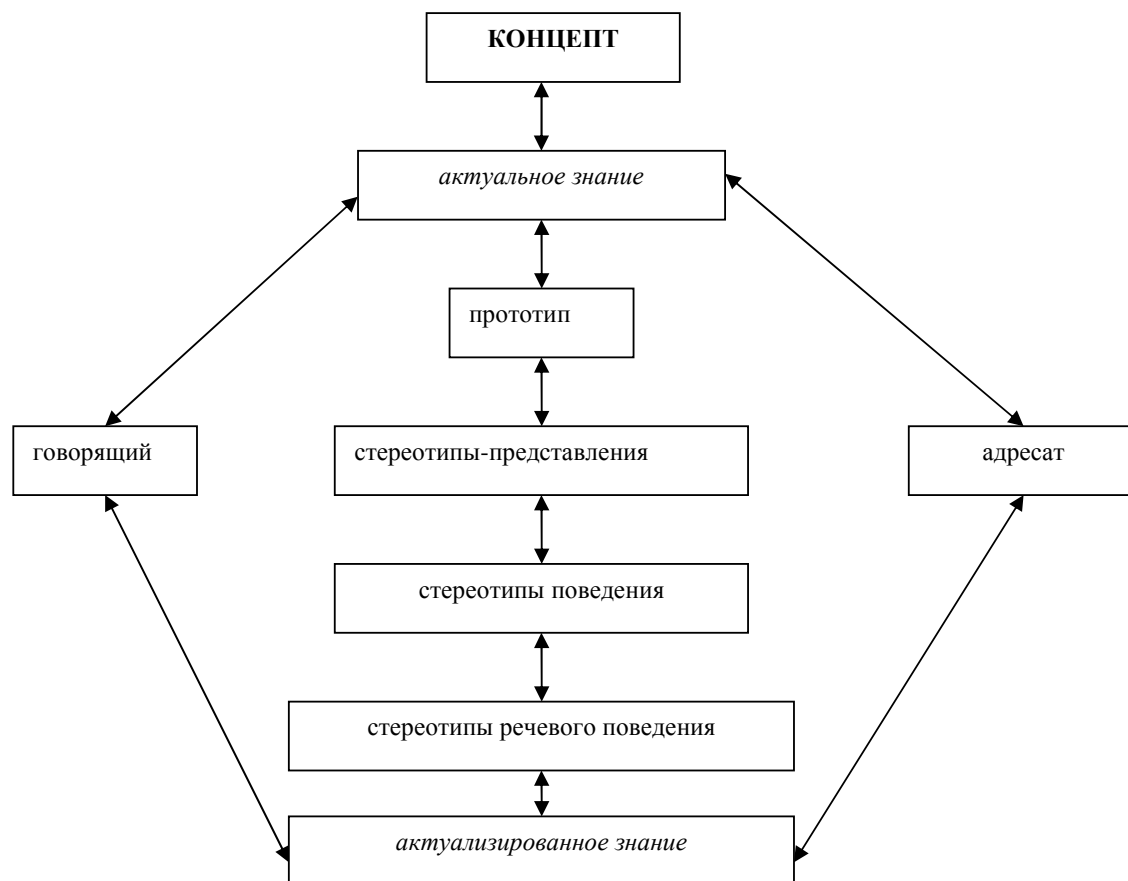 КОНЦЕПТ
актуальное знание
прототип
говорящий
стереотипы-представления
адресат
стереотипы поведения
стереотипы речевого поведения
актуализированное знание